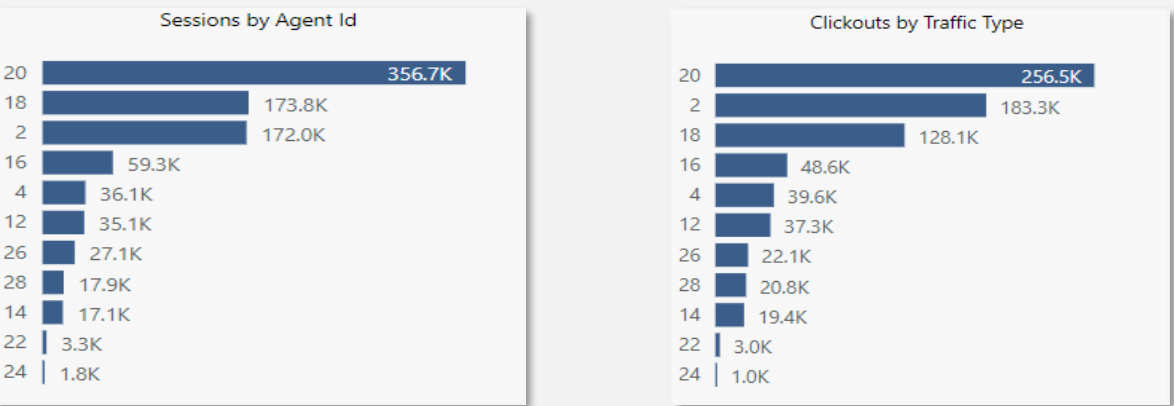 Sessions by Agent Id
20 356.7K
18 173.8K
2 172.0K
16 59.3K
4 36.1K
12 35.1K
26 27.1K
28 17.9K
14 17.1K
22 3.3K
24 1.8K
Clickouts by Traffic Type
20 256.5K
2 183.3K
18 128.1K
16 48.6K
4 39.6K
12 37.3K
26 22.1K
28 20.8K
14 19.4K
22 3.0K
24 1.0K